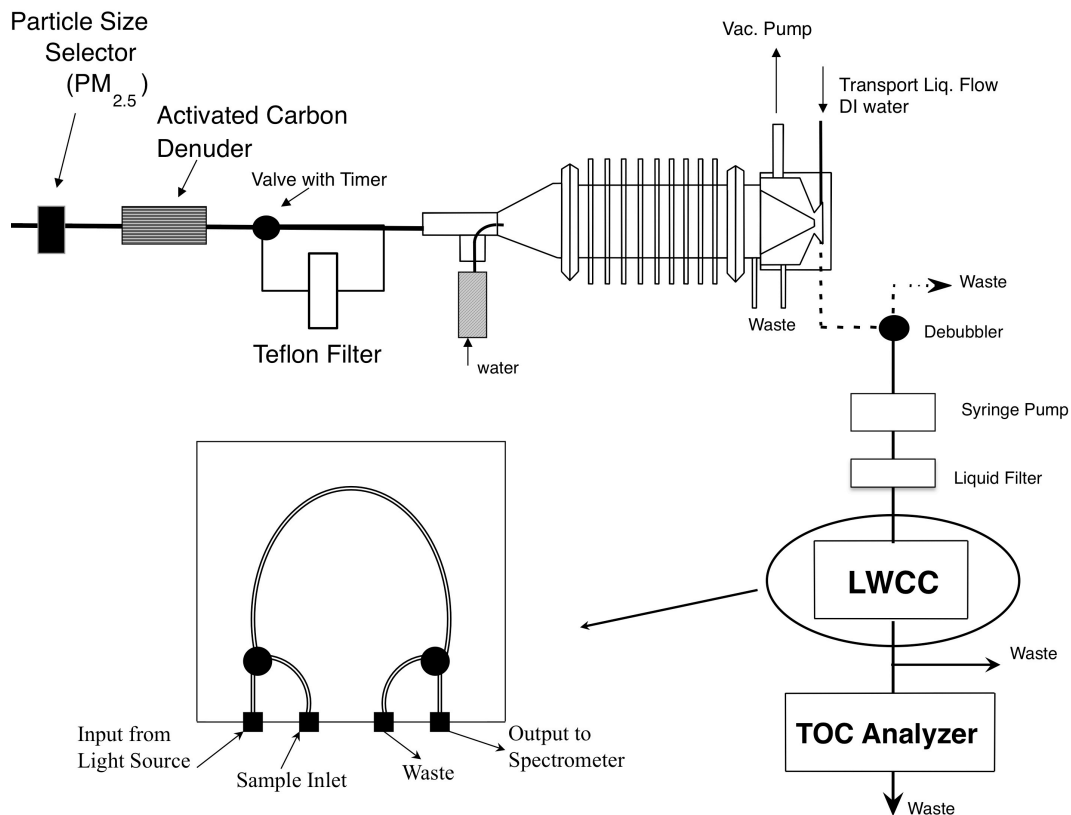 Particle Size
Selector
(PM2.5)
Activated Carbon
Denuder
Valve with Timer
Teflon Filter
water
Vac. Pump
Transport Liq. Flow
DI water
Waste
Waste
Debubbler
Syringe Pump
Liquid Filter
LWCC
Waste
TOC Analyzer
Waste
Input from
Light Source
Sample Inlet
Waste
Output to
Spectrometer